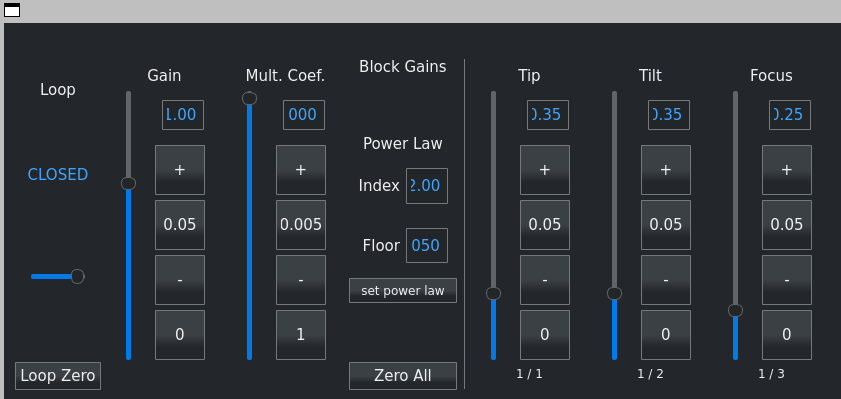 Loop
CLOSED
Loop Zero
Gain
1.00
+
0.05
-
0
Mult. Coef.
000
+
0.005
-
1
Block Gains
Power Law
Index 2.00
Floor 050
set power law
Zero All
Tip
0.35
+
0.05
-
0
1 / 1
Tilt
0.35
+
0.05
-
0
1 / 2
Focus
0.25
+
0.05
-
0
1 / 3